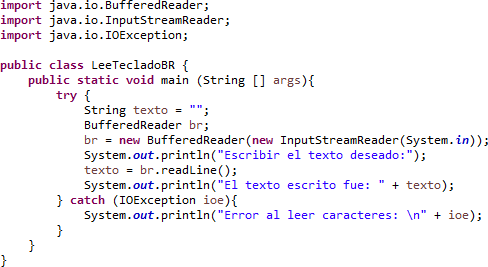 import java.io.BufferedReader;
import java.io.InputStreamReader;
import java.io.IOException;

public class LeeTecladoBR {
    public static void main (String [] args){
        try {
            String texto = "";
            BufferedReader br;
            br = new BufferedReader(new InputStreamReader(System.in));
            System.out.println("Escribir el texto deseado:");
            texto = br.readLine();
            System.out.println("El texto escrito fue: " + texto);
        } catch (IOException ioe){
            System.out.println("Error al leer caracteres: \n" + ioe);
        }
    }
}